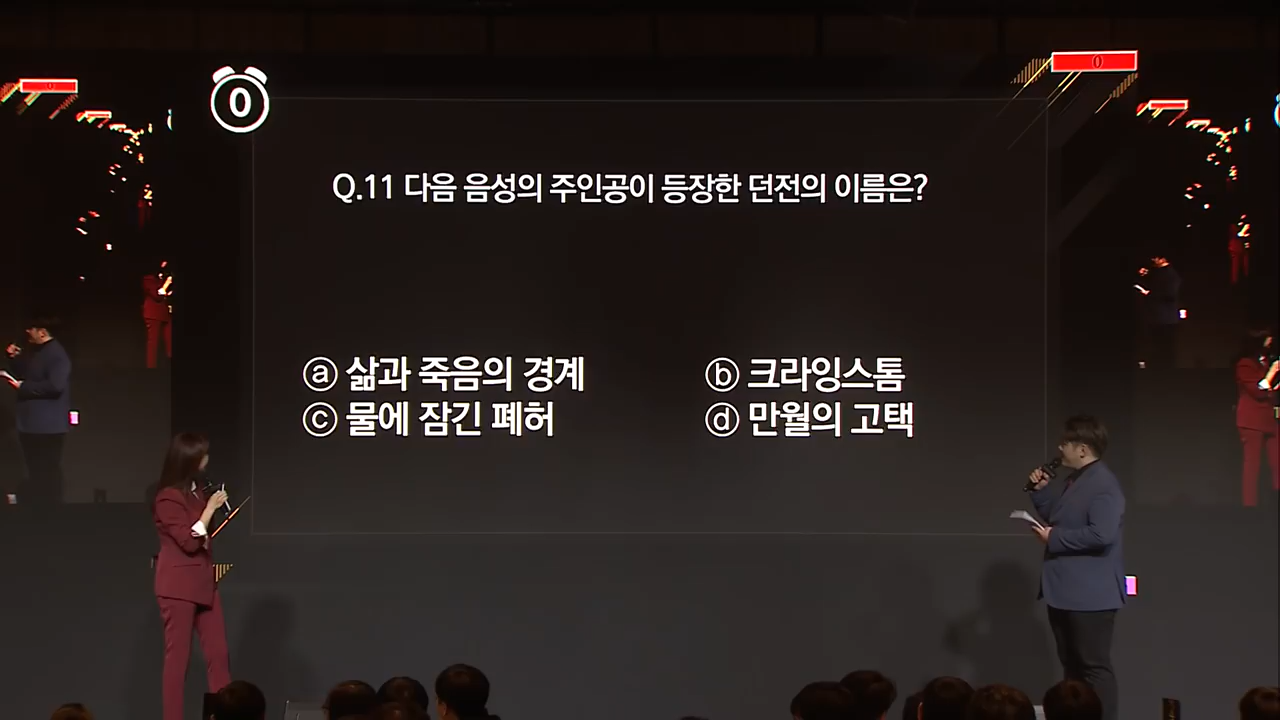 0
0
0
Q.11 다음 음성의 주인공이 등장한 던전의 이름은?
ⓐ 삶과 죽음의 경계
ⓑ 크라잉스톰
ⓒ 물에 잠긴 폐허
ⓓ 만월의 고택